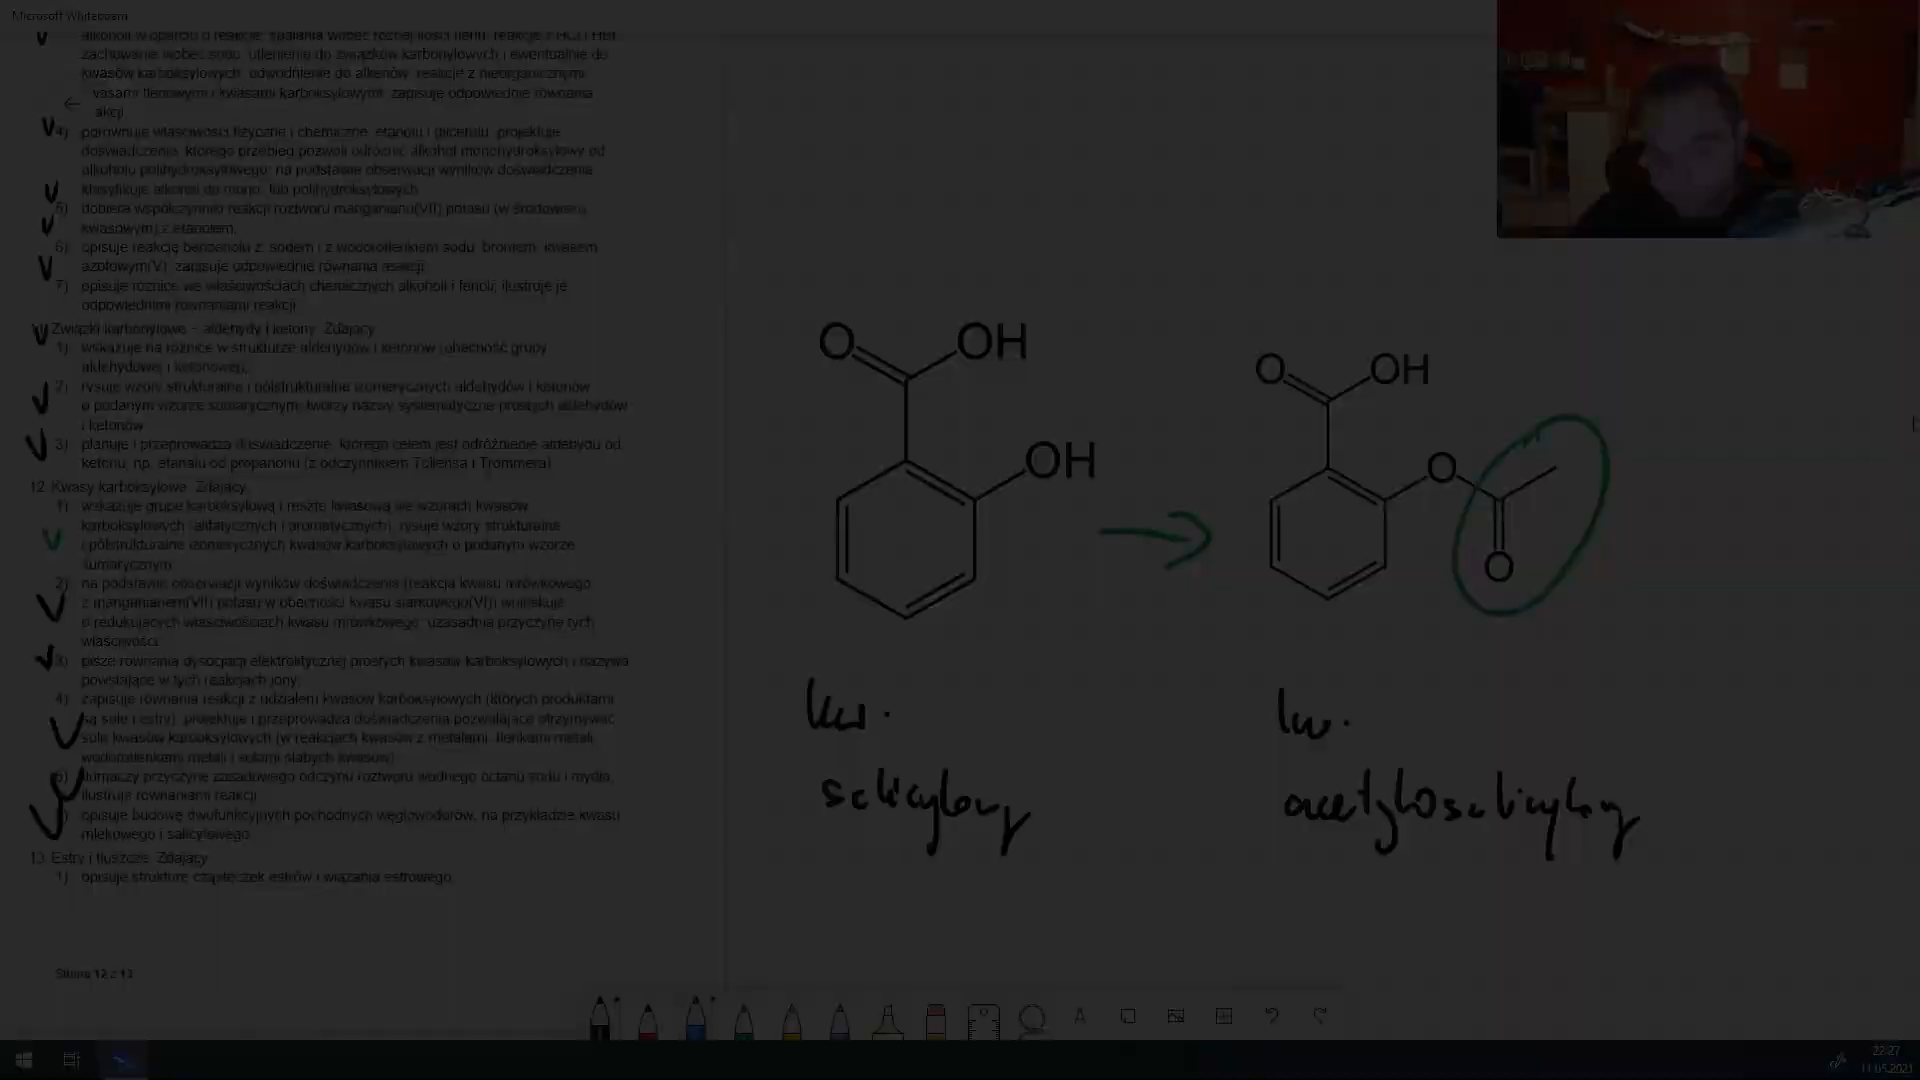 Microsoft Whiteboard
alkoholi w oparciu o reakcje: spalania wobec różnej ilości tlenu, reakcje z HCl i HBr,
zachowanie wobec sodu, utlenienie do związków karbonylowych i ewentualnie do
kwasów karboksylowych, odwodnienie do alkenów, reakcje z nieorganicznymi
kwasami tlenowymi i kwasami karboksylowymi; zapisuje odpowiednie równania
akcji
4) porównuje właściwości fizyczne i chemiczne: etanolu i glicerolu; projektuje
doświadczenie, którego przebieg pozwoli odróżnić alkohol monohydroksylowy od
alkoholu polihydroksylowego; na podstawie obserwacji wyników doświadczenia
klasyfikuje alkohol do mono- lub polihydroksylowych
5) dobiera współczynniki reakcji roztworu manganianu(VII) potasu (w środowisku
kwasowym) z etanolem;
6) opisuje reakcję benzenolu z: sodem i z wodorotlenkiem sodu, bromem, kwasem
azotowym(V); zapisuje odpowiednie równania reakcji;
7) opisuje różnice we właściwościach chemicznych alkoholi i fenoli; ilustruje je
odpowiednimi równaniami reakcji.
Związki karbonylowe – aldehydy i ketony. Zdający:
1) wskazuje na różnice w strukturze aldehydów i ketonów (obecność grupy
aldehydowej i ketonowej);
2) rysuje wzory strukturalne i półstrukturalne izomerycznych aldehydów i ketonów
o podanym wzorze sumarycznym; tworzy nazwy systematyczne prostych aldehydów
i ketonów
3) planuje i przeprowadza doświadczenie, którego celem jest odróżnienie aldehydu od
ketonu, np. etanalu od propanonu (z odczynnikiem Tollensa i Trommera)
12. Kwasy karboksylowe. Zdający:
1) wskazuje grupę karboksylową i resztę kwasową we wzorach kwasów
karboksylowych (alifatycznych i aromatycznych); rysuje wzory strukturalne
i półstrukturalne izomerycznych kwasów karboksylowych o podanym wzorze
sumarycznym
2) na podstawie obserwacji wyników doświadczenia (reakcja kwasu mrówkowego
z manganianem(VII) potasu w obecności kwasu siarkowego(VI)) wnioskuje
o redukujących właściwościach kwasu mrówkowego; uzasadnia przyczynę tych
właściwości
3) pisze równania dysocjacji elektrolitycznej prostych kwasów karboksylowych i nazywa
powstające w tych reakcjach jony;
4) zapisuje równania reakcji z udziałem kwasów karboksylowych (których produktami
są sole i estry); projektuje i przeprowadza doświadczenia pozwalające otrzymywać
sole kwasów karboksylowych (w reakcjach kwasów z metalami, tlenkami metali,
wodorotlenkami metali i solami słabych kwasów)
5) tłumaczy przyczynę zasadowego odczynu roztworu wodnego octanu sodu i mydła;
ilustruje równaniami reakcji
opisuje budowę dwufunkcyjnych pochodnych węglowodorów, na przykładzie kwasu
mlekowego i salicylowego
13. Estry i tłuszcze. Zdający:
1) opisuje strukturę cząsteczek estrów i wiązania estrowego;
Strona 12 z 13
O OH
OH
O OH
O
O
kw.
salicylowy
kw.
acetylosalicylowy
A
22:27
11.05.2021